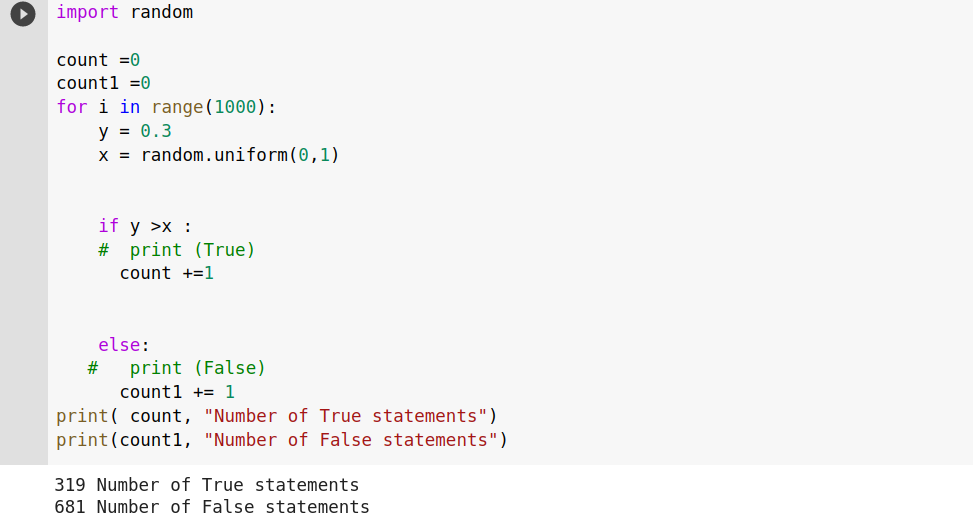 import random
count =0
count1 =0
for i in range(1000):
    y = 0.3
    x = random.uniform(0,1)
    if y >x :
    #  print (True)
      count +=1
    else:
   #   print (False)
      count1 += 1
print( count, "Number of True statements")
print(count1, "Number of False statements")
319 Number of True statements
681 Number of False statements